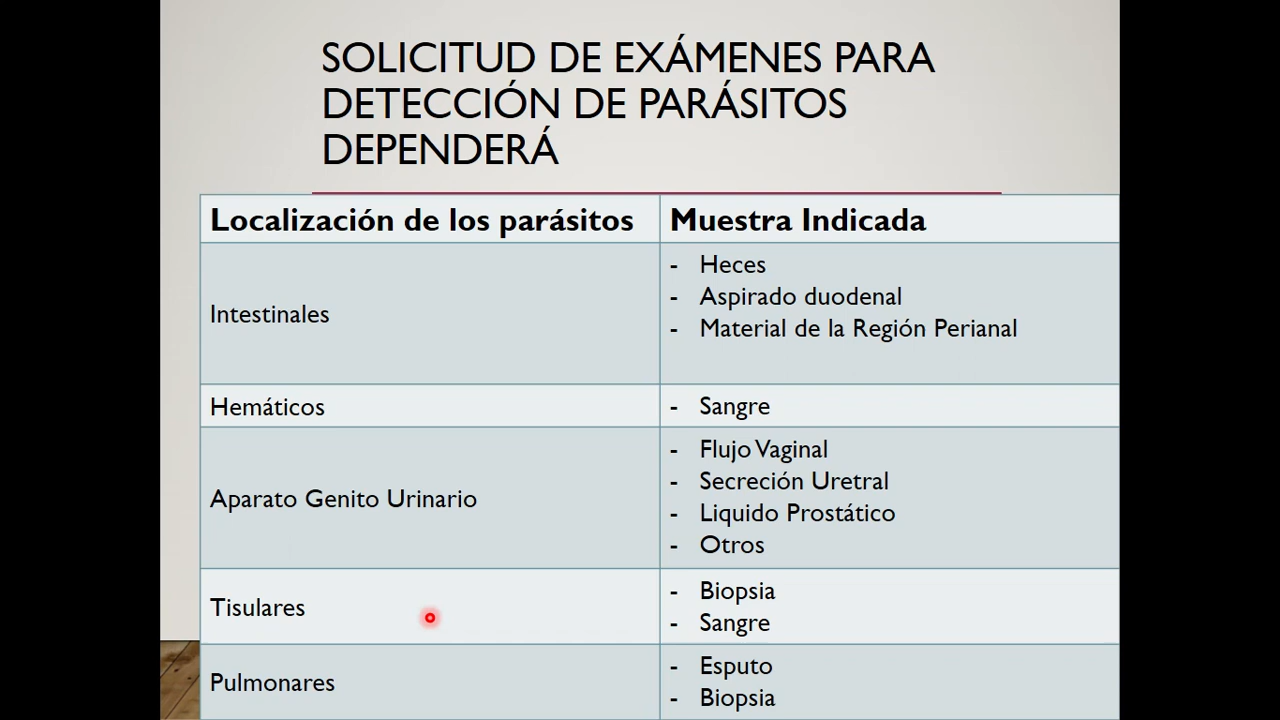 SOLICITUD DE EXÁMENES PARA
DETECCIÓN DE PARÁSITOS
DEPENDERÁ
Localización de los parásitos
Muestra Indicada
Intestinales
- Heces
- Aspirado duodenal
- Material de la Región Perianal
Hemáticos
- Sangre
Aparato Genito Urinario
- Flujo Vaginal
- Secreción Uretral
- Liquido Prostático
- Otros
Tisulares
- Biopsia
- Sangre
Pulmonares
- Esputo
- Biopsia